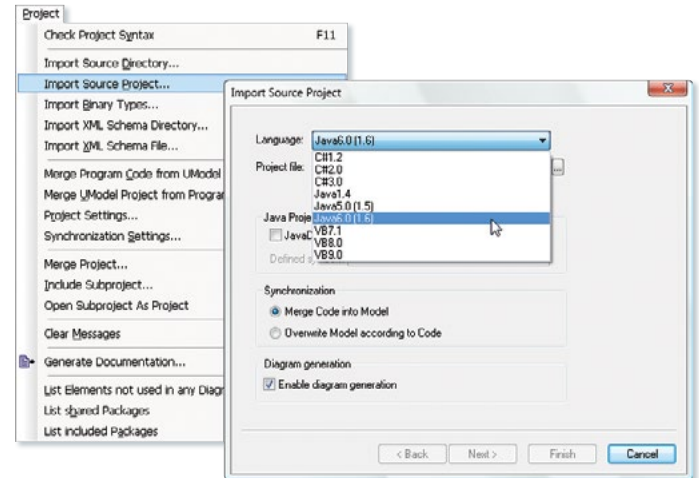 Project
Check Project Syntax F11
Import Source Directory...
Import Source Project...
Import Binary Types...
Import XML Schema Directory...
Import XML Schema File...
Merge Program Code from UModel
Merge UModel Project from Progra
Project Settings...
Synchronization Settings...
Merge Project...
Include Subproject...
Open Subproject As Project
Clear Messages
Generate Documentation...
List Elements not used in any Diagr
List shared Packages
List included Packages
Import Source Project
Language: Java6.0 (1.6)
Project file:
C#1.2
C#2.0
C#3.0
Java1.4
Java5.0 (1.5)
Java6.0 (1.6)
VB7.1
VB8.0
VB9.0
Java Proje
JavaD
Defined s
Synchronization
Merge Code into Model
Overwrite Model according to Code
Diagram generation
Enable diagram generation
< Back Next > Finish Cancel